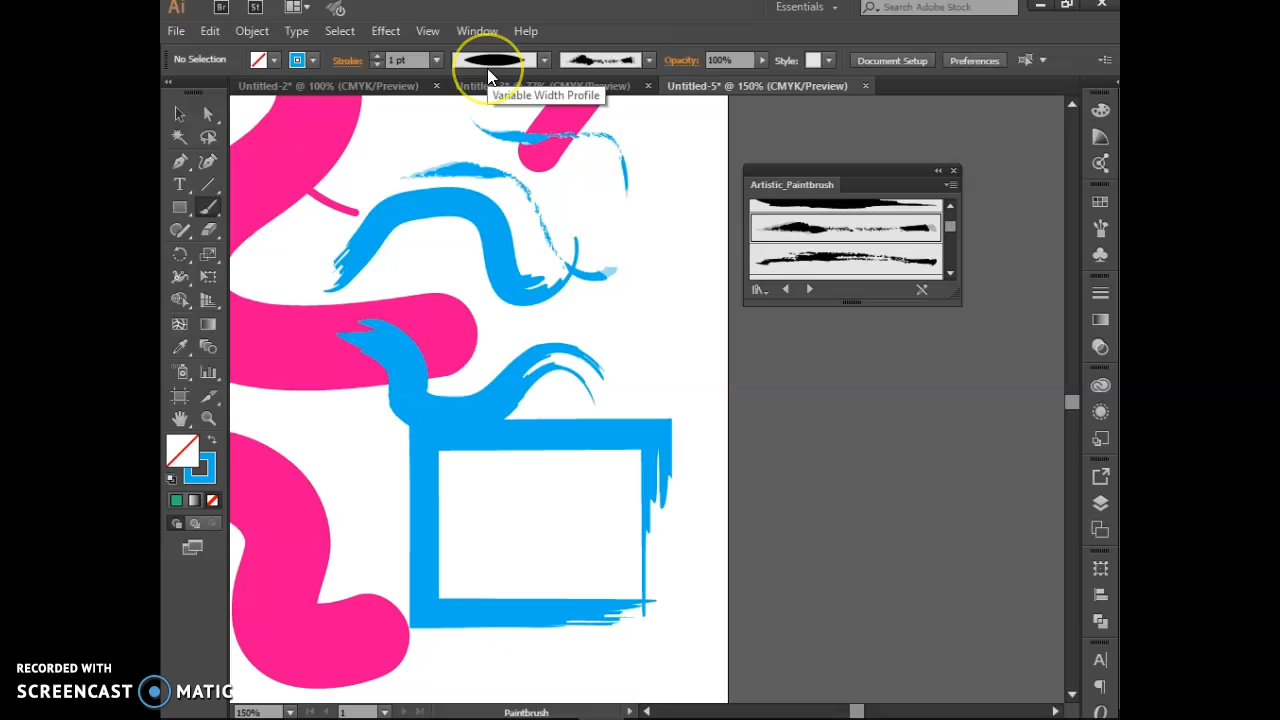 Ai Br St Essentials Search Adobe Stock
File Edit Object Type Select Effect View Window Help
No Selection Stroke: 1 pt Opacity: 100% Style: Document Setup Preferences
Untitled-2* @ 100% (CMYK/Preview) × (CMYK/Preview) × Untitled-5* @ 150% (CMYK/Preview) ×
Variable Width Profile
Artistic_Paintbrush
RECORDED WITH
SCREENCAST MATIC
150% 1 Paintbrush